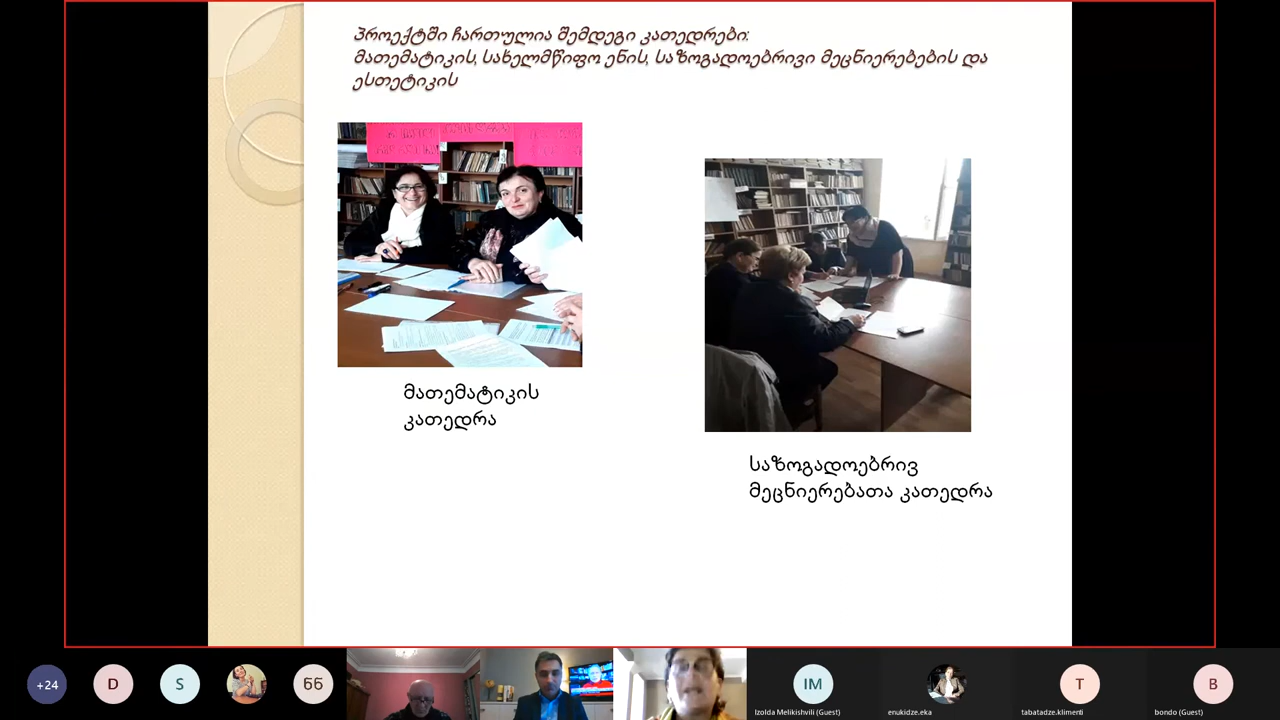 პროექტში ჩართულია შემდეგი კათედრები:
მათემატიკის, სახელმწიფო ენის, საზოგადოებრივი მეცნიერებების და
ესთეტიკის
მათემატიკის
კათედრა
საზოგადოებრივ
მეცნიერებათა კათედრა
+24
D
S
ნნ
IM
T
B
Izolda Melikishvili (Guest)
enukidze.eka
tabatadze.klimenti
bondo (Guest)